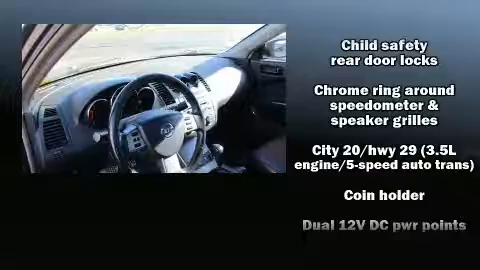 Child safety
rear door locks
Chrome ring around
speedometer &
speaker grilles
City 20/hwy 29 (3.5L
engine/5-speed auto trans)
Coin holder
Dual 12V DC pwr points